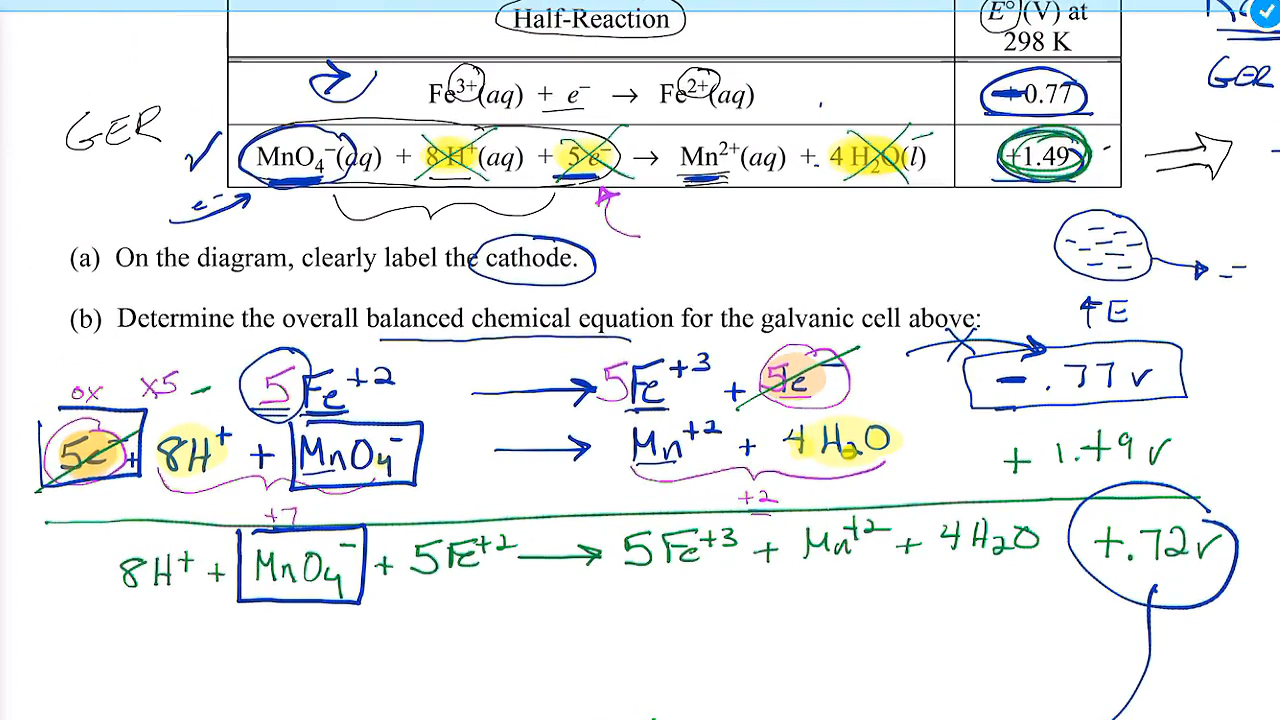 Half-Reaction
E° (V) at
298 K
GER
Fe³⁺(aq) + e⁻ → Fe²⁺(aq)
+0.77
GER
MnO₄⁻(aq) + 8 H⁺(aq) + 5 e⁻ → Mn²⁺(aq) + 4 H₂O(l)
+1.49
e⁻
(a) On the diagram, clearly label the cathode.
↑E
(b) Determine the overall balanced chemical equation for the galvanic cell above:
ox x5 5Fe⁺² → 5Fe⁺³ + 5e⁻ -.77v
5e⁻ + 8H⁺ + MnO₄⁻ → Mn⁺² + 4H₂O +1.49v
+7 +2
8H⁺ + MnO₄⁻ + 5Fe⁺² → 5Fe⁺³ + Mn⁺² + 4H₂O +.72v